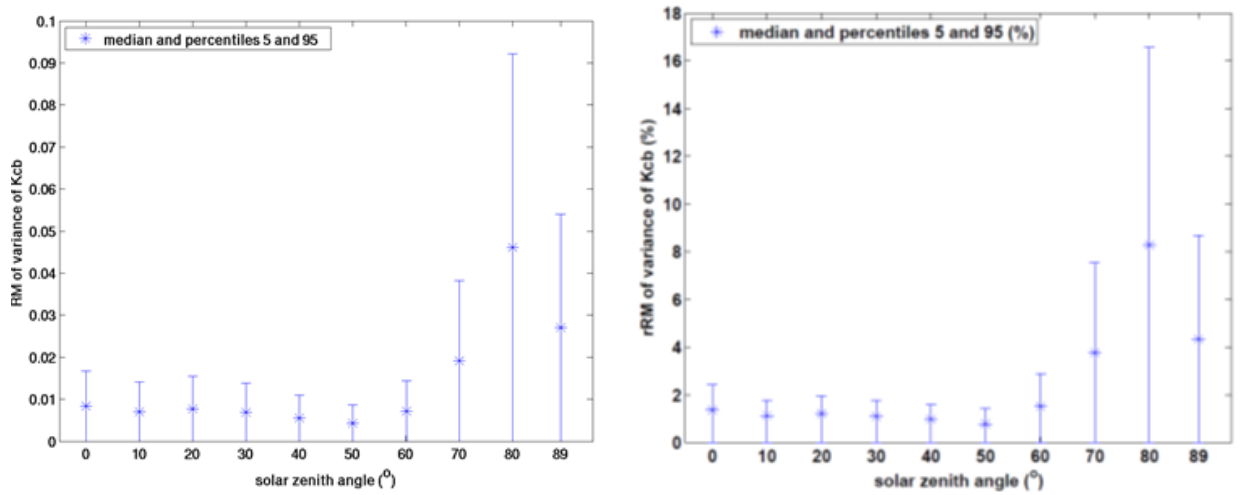 0.1
median and percentiles 5 and 95
0.09
0.08
0.07
0.06
0.05
0.04
0.03
0.02
0.01
0
RM of variance of Kcb
0 10 20 30 40 50 60 70 80 89
solar zenith angle (o)
18
median and percentiles 5 and 95 (%)
16
14
12
10
8
6
4
2
0
rRM of variance of Kcb (%)
0 10 20 30 40 50 60 70 80 89
solar zenith angle (o)